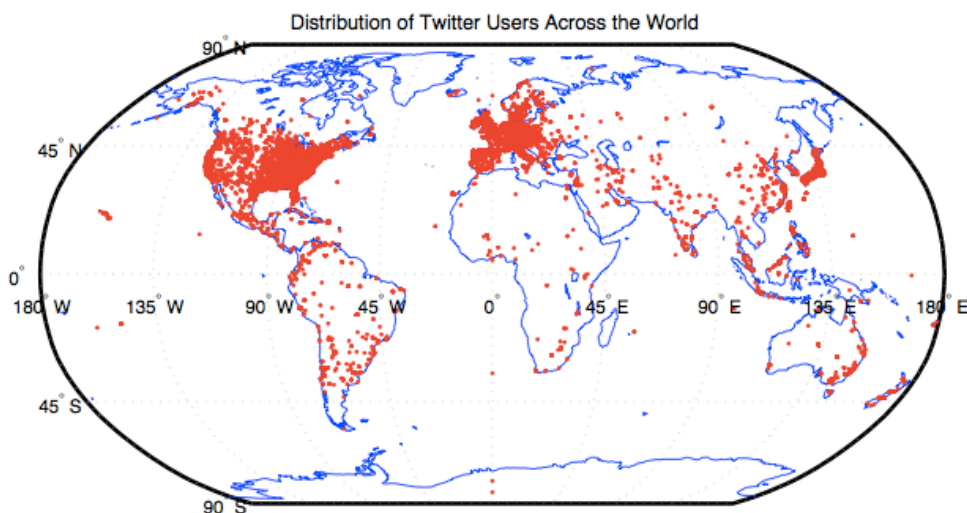 Distribution of Twitter Users Across the World
90° N
45° N
0°
180° W 135° W 90° W 45° W 0° 45° E 90° E 135° E 180° E
45° S
90° S